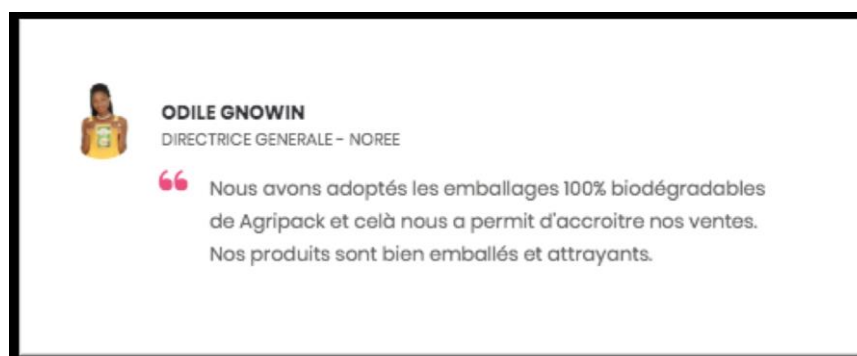 ODILE GNOWIN
DIRECTRICE GENERALE - NOREE
“ Nous avons adoptés les emballages 100% biodégradables
de Agripack et celà nous a permit d'accroitre nos ventes.
Nos produits sont bien emballés et attrayants.